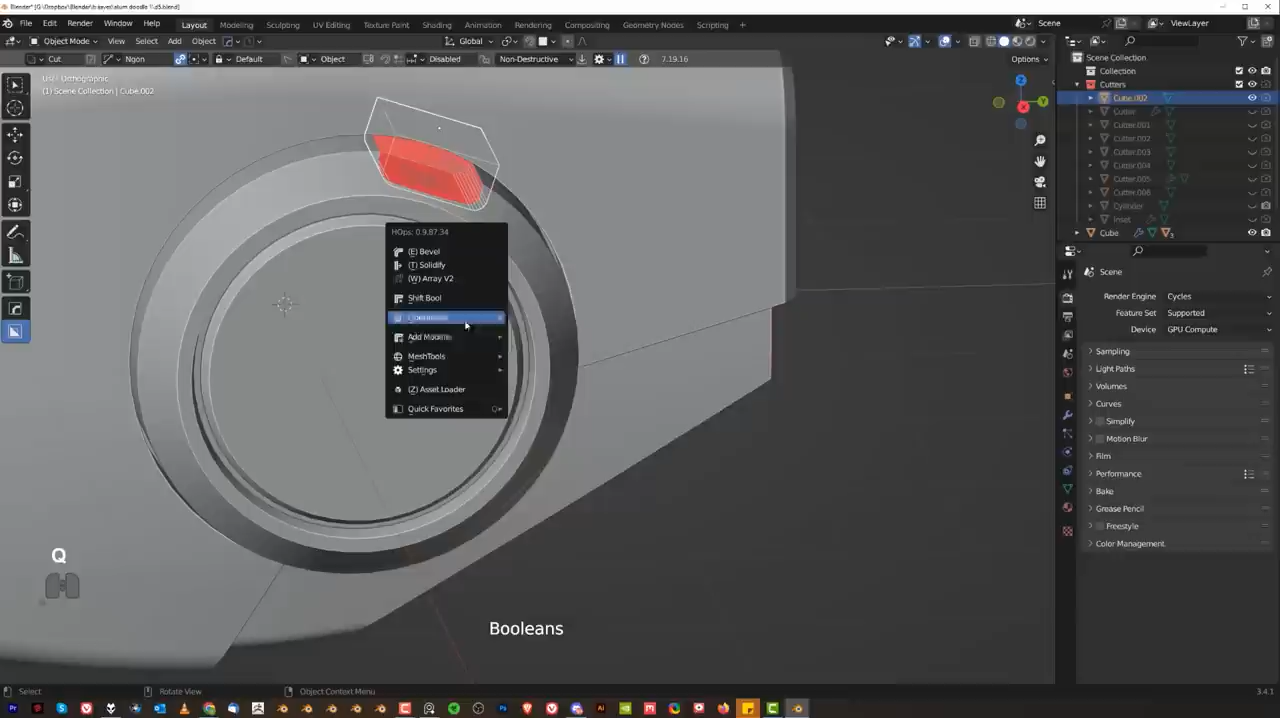 Blender* [Q:\Dropbox\Blender\b saves\alum doodle \d5.blend]
File Edit Render Window Help Layout Modeling Sculpting UV Editing Texture Paint Shading Animation Rendering Compositing Geometry Nodes Scripting + Scene ViewLayer
Object Mode View Select Add Object Global
Cut Ngon Default Object Disabled Non-Destructive 7.19.16 Options
Orthographic
(1) Scene Collection | Cube.002
Scene Collection
Collection
Cutters
Cube.002
Cutter
Cutter.001
Cutter.002
Cutter.003
Cutter.004
Cutter.005
Cutter.006
Cylinder
Inset
Cube
3
X
Y
Z
HOps: 0.9.87.34
(E) Bevel
(T) Solidify
(W) Array V2
Shift Bool
Add Modifier
MeshTools
Settings
(Z) Asset Loader
Quick Favorites Q
Scene
Render Engine Cycles
Feature Set Supported
Device GPU Compute
Sampling
Light Paths
Volumes
Curves
Simplify
Motion Blur
Film
Performance
Bake
Grease Pencil
Freestyle
Color Management
Q
Booleans
Select Rotate View Object Context Menu 3.4.1